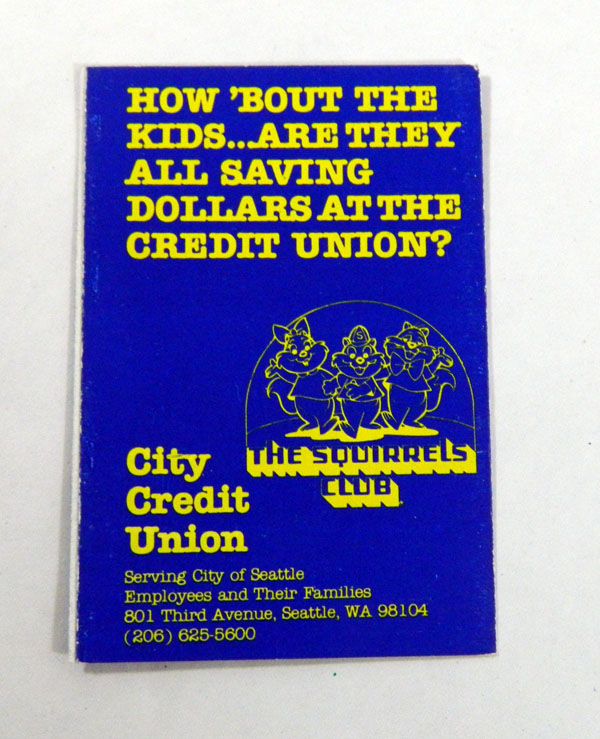 HOW 'BOUT THE
KIDS...ARE THEY
ALL SAVING
DOLLARS AT THE
CREDIT UNION?
S
THE SQUIRRELS
CLUB
City
Credit
Union
Serving City of Seattle
Employees and Their Families
801 Third Avenue, Seattle, WA 98104
(206) 625-5600